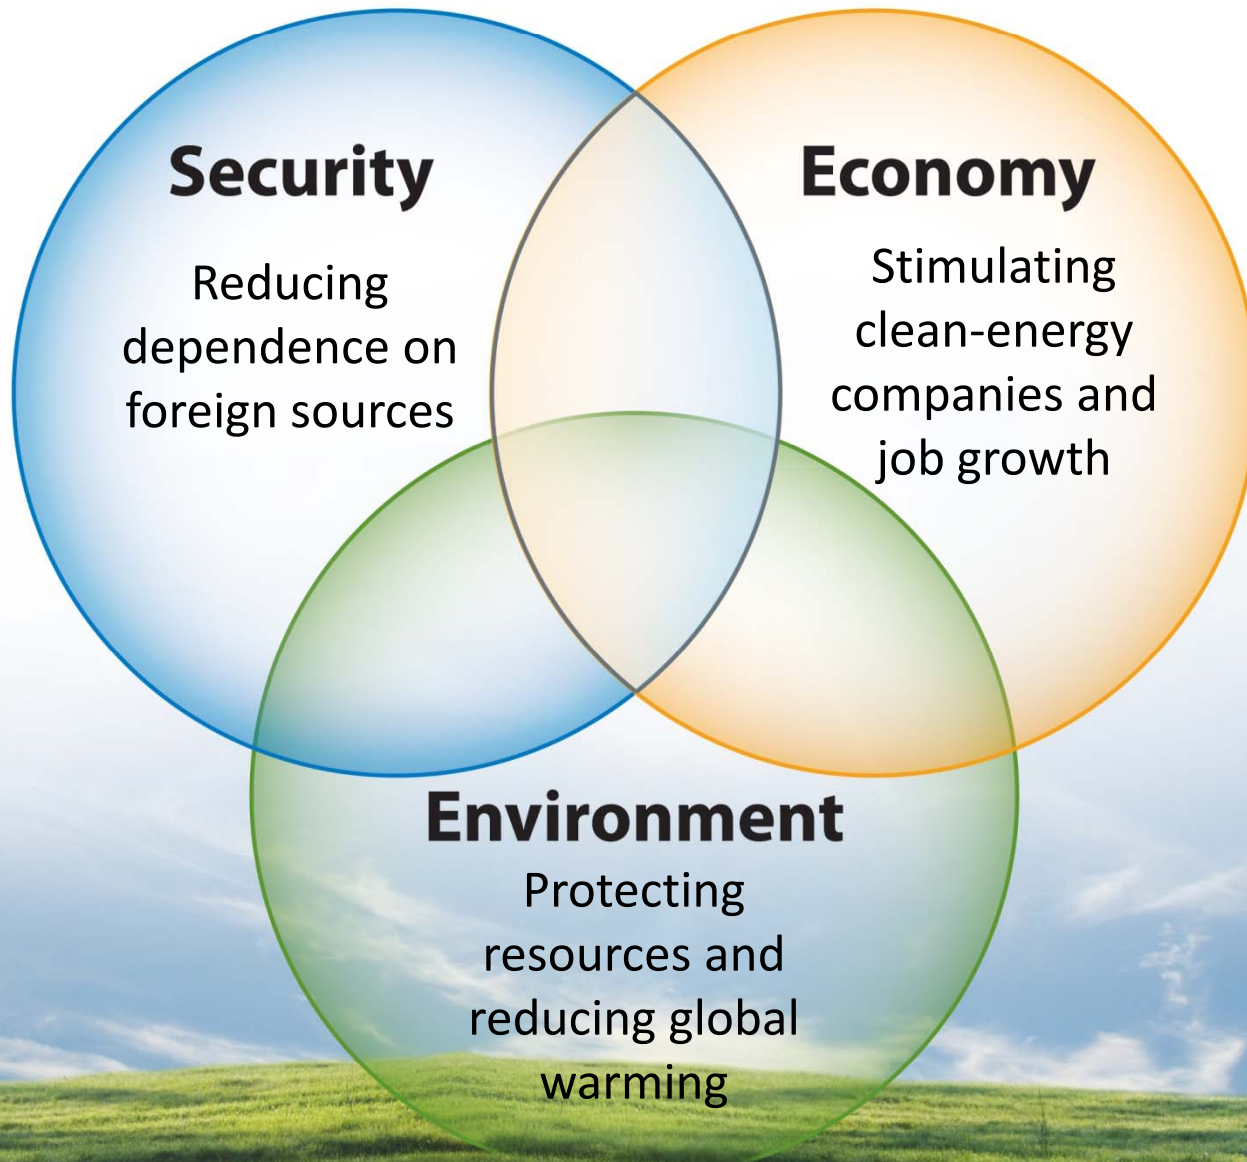 Security
Reducing
dependence on
foreign sources
Economy
Stimulating
clean-energy
companies and
job growth
Environment
Protecting
resources and
reducing global
warming